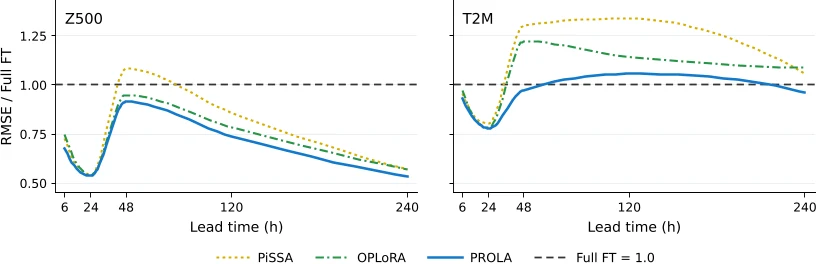 Z500
T2M
RMSE / Full FT
1.25
1.00
0.75
0.50
6 24 48 120 240
6 24 48 120 240
Lead time (h)
Lead time (h)
PiSSA OPLoRA PROLA Full FT = 1.0